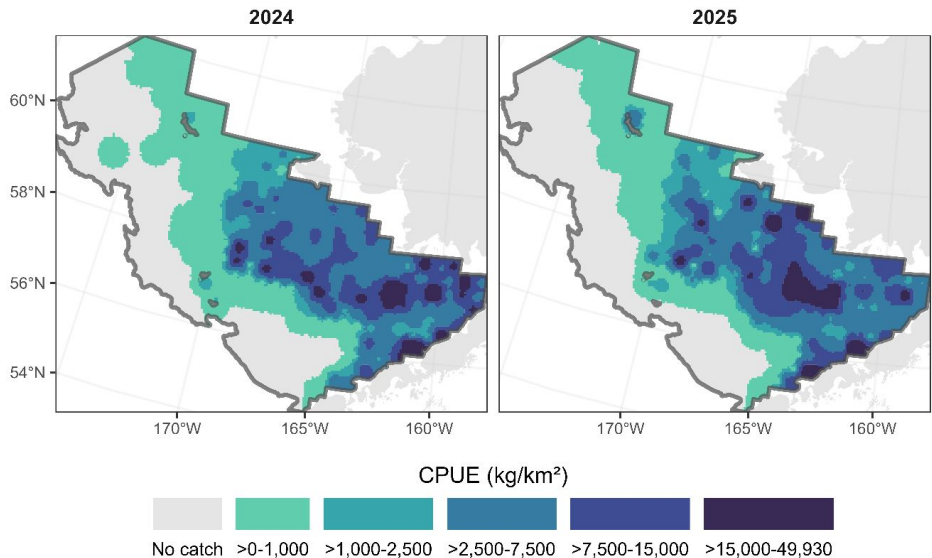 2024
2025
60°N
58°N
56°N
54°N
170°W 165°W 160°W
170°W 165°W 160°W
CPUE (kg/km²)
No catch >0-1,000 >1,000-2,500 >2,500-7,500 >7,500-15,000 >15,000-49,930